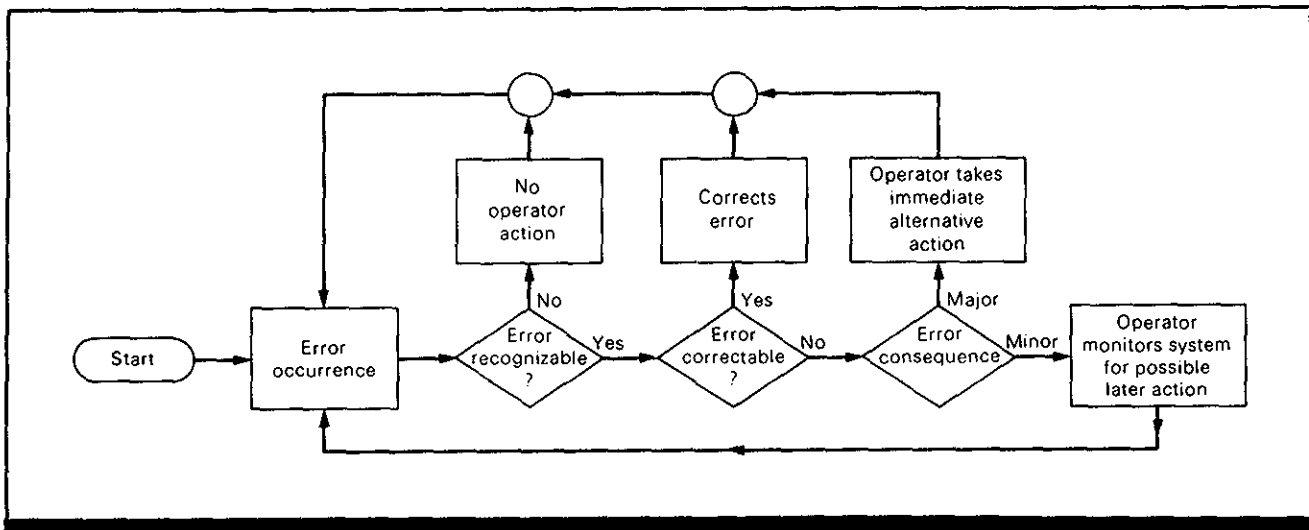 No
operator
action
Corrects
error
Operator takes
immediate
alternative
action
No
Yes
Major
Start
Error
occurrence
Error
recognizable
?
Yes
Error
correctable
?
No
Error
consequence
Minor
Operator
monitors system
for possible
later action